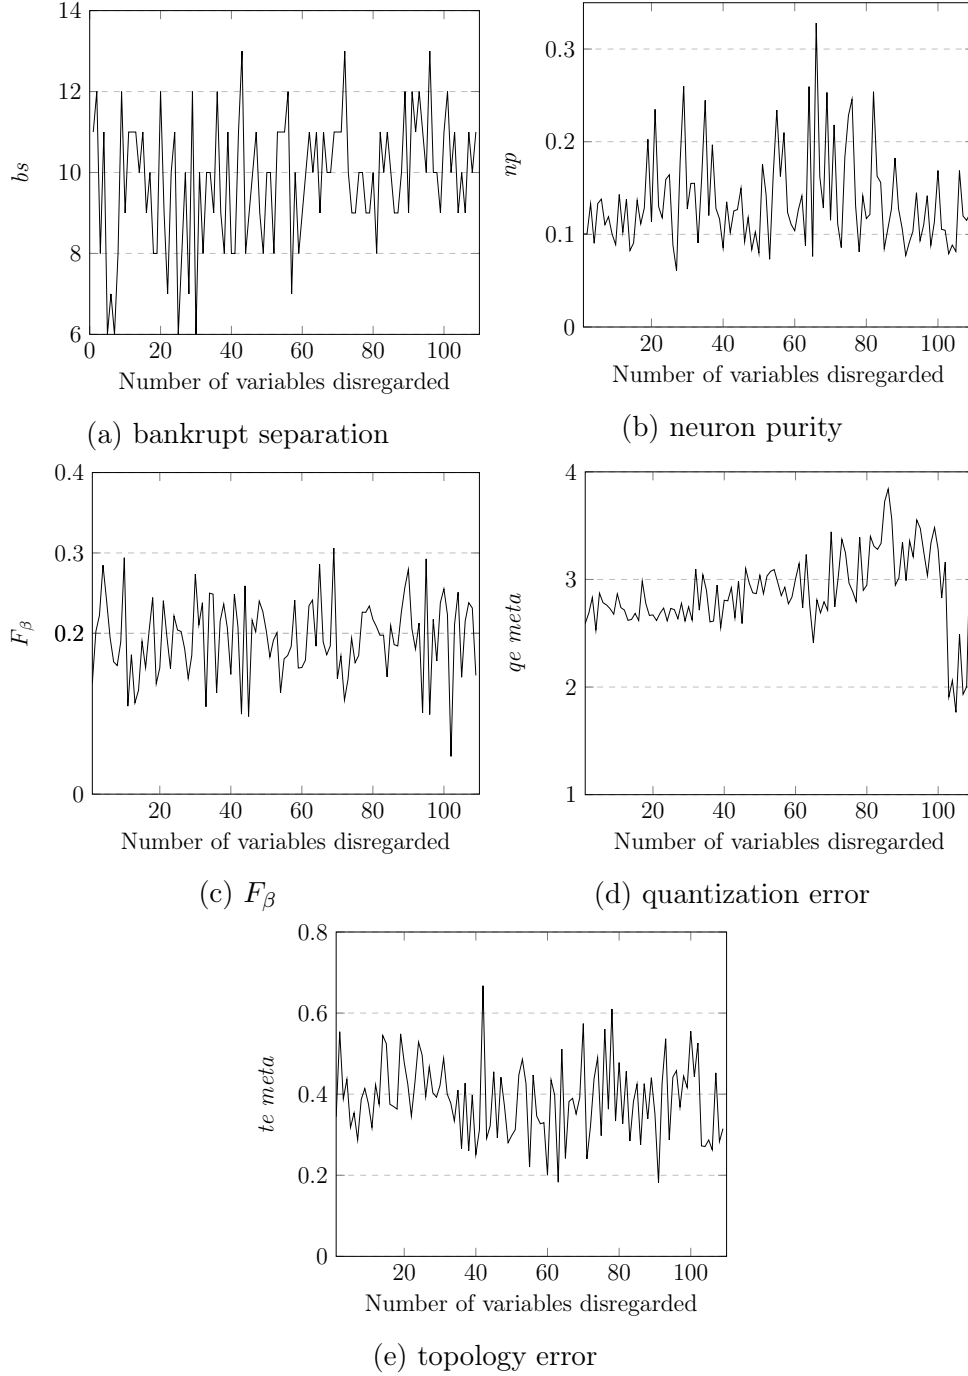 14
12
10
8
6
bs
0 20 40 60 80 100
Number of variables disregarded
(a) bankrupt separation
0.3
0.2
0.1
0
np
20 40 60 80 100
Number of variables disregarded
(b) neuron purity
0.4
0.3
0.2
0.2
0
Fβ
20 40 60 80 100
Number of variables disregarded
(c) Fβ
4
3
2
1
qe meta
20 40 60 80 100
Number of variables disregarded
(d) quantization error
0.8
0.6
0.4
0.2
0
te meta
20 40 60 80 100
Number of variables disregarded
(e) topology error